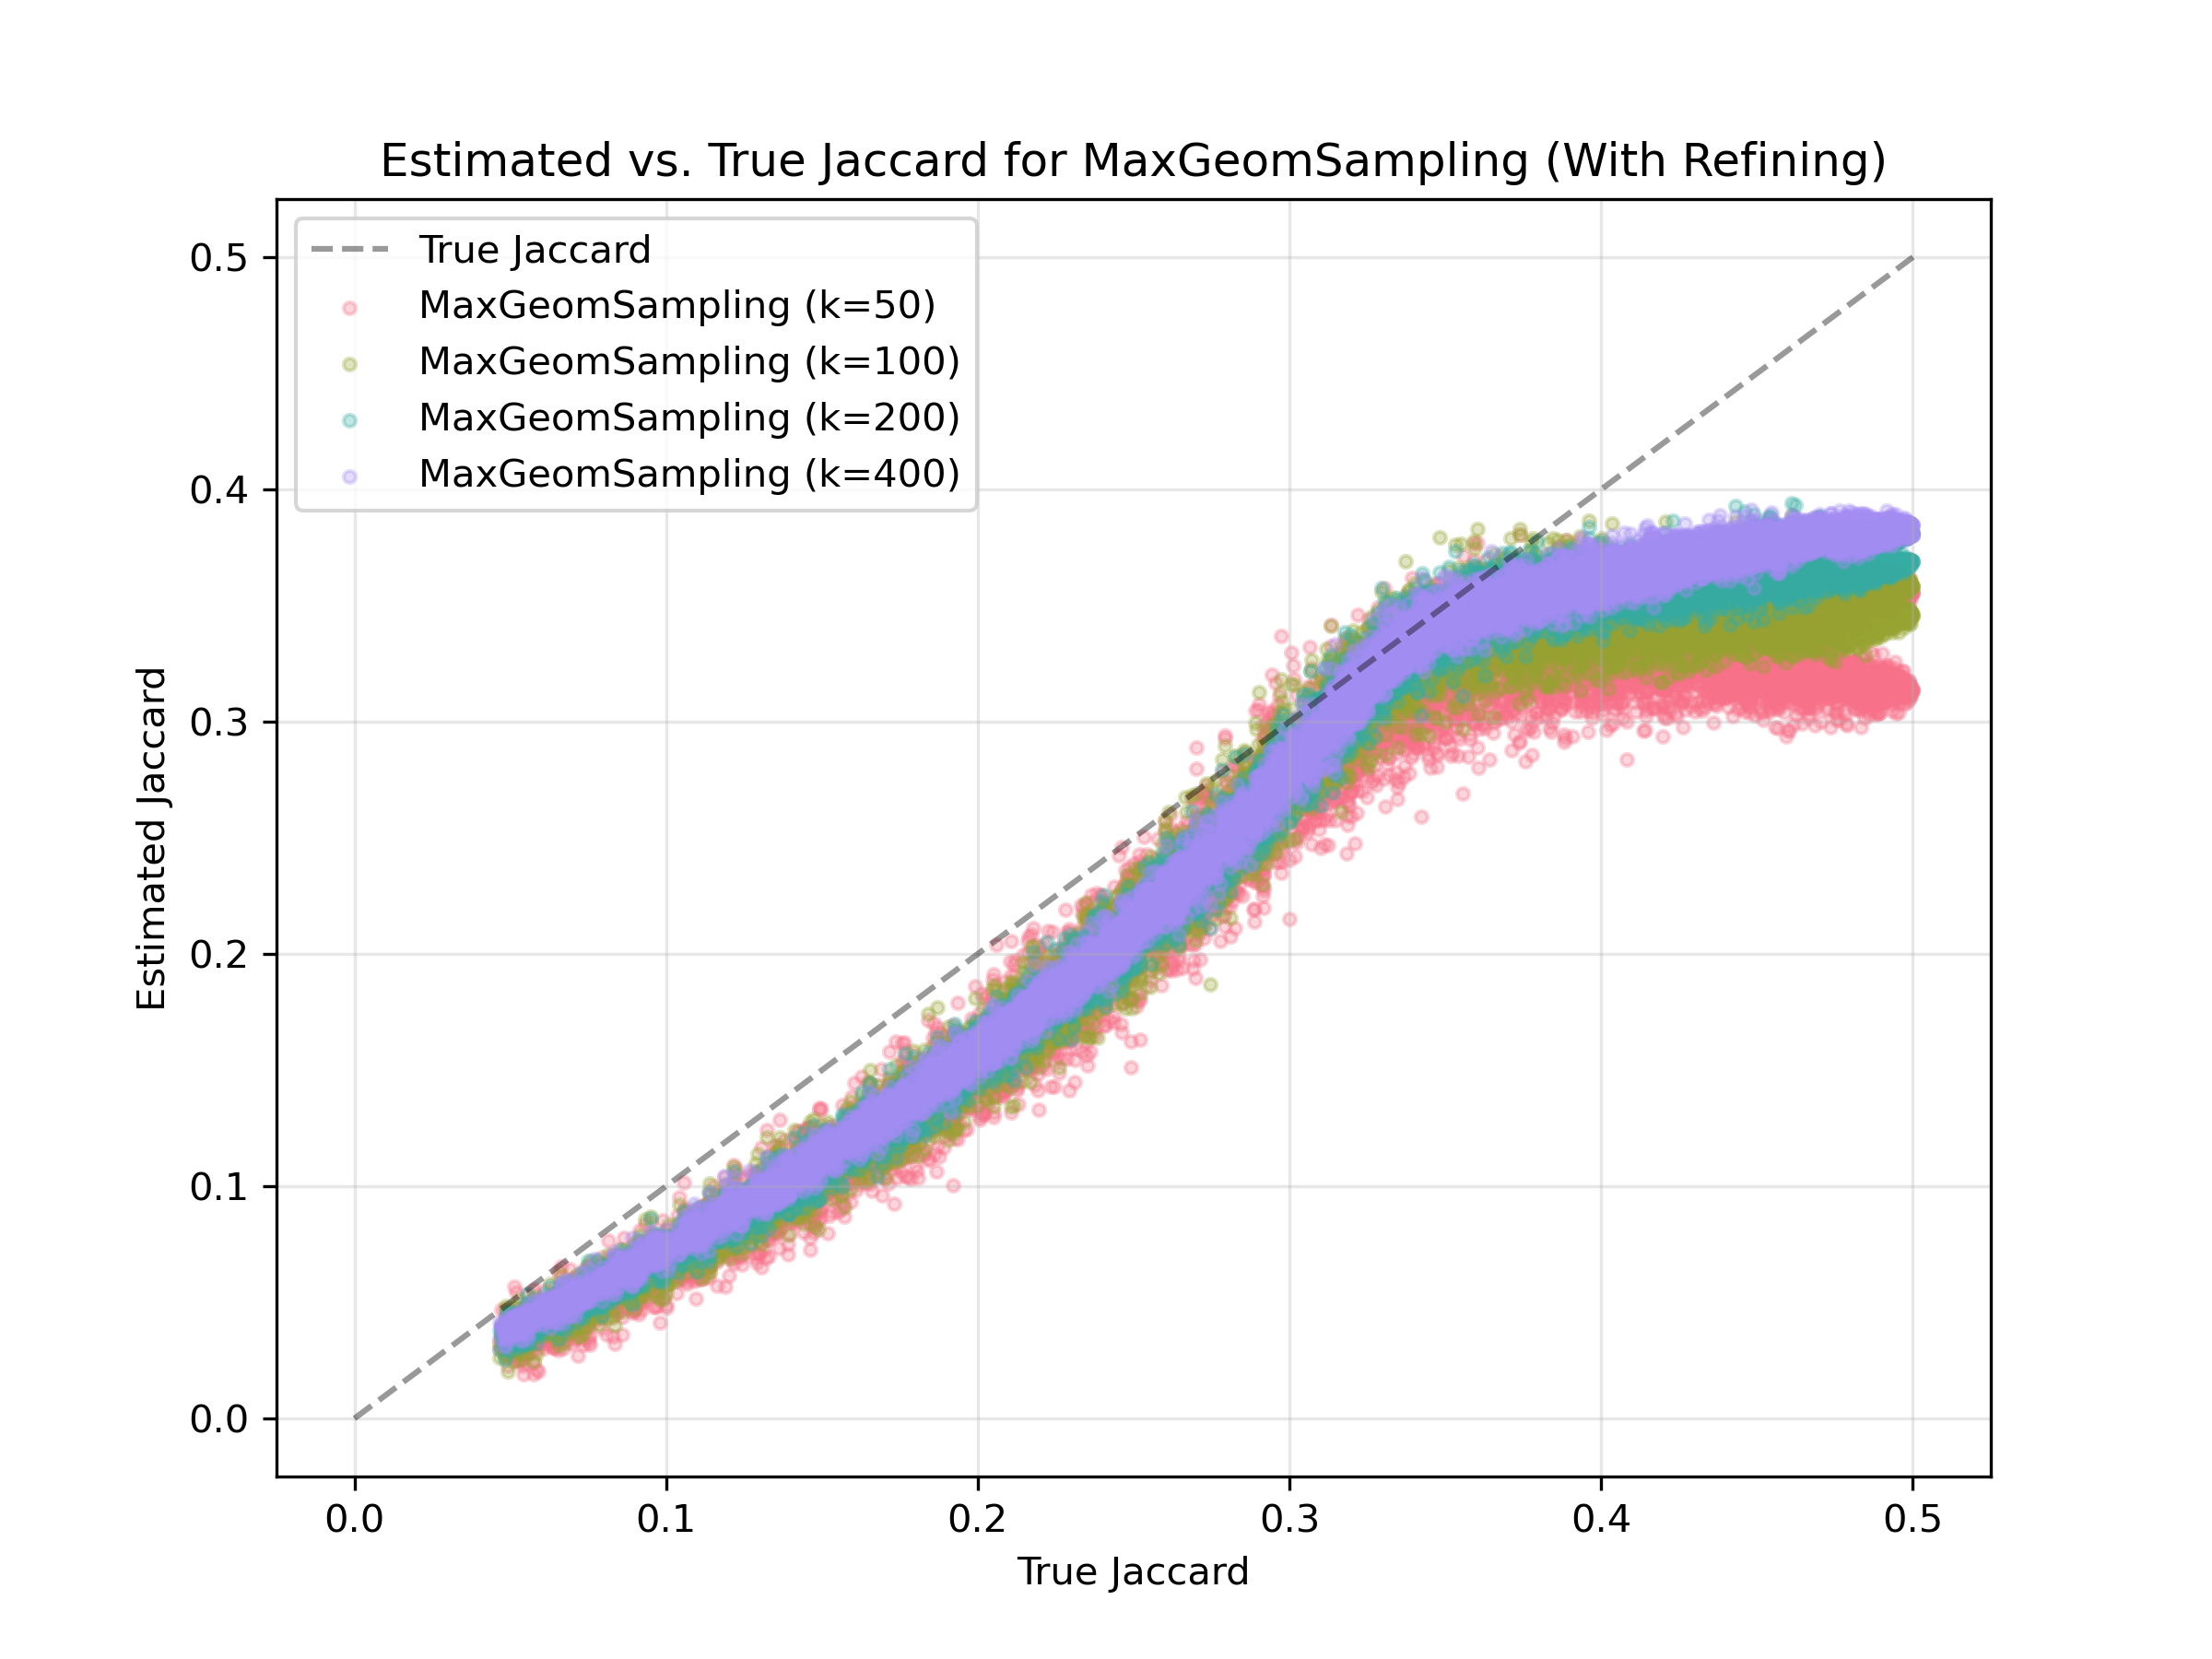 Estimated vs. True Jaccard for MaxGeomSampling (With Refining)
True Jaccard
MaxGeomSampling (k=50)
MaxGeomSampling (k=100)
MaxGeomSampling (k=200)
MaxGeomSampling (k=400)
Estimated Jaccard
0.5
0.4
0.3
0.2
0.1
0.0
0.0 0.1 0.2 0.3 0.4 0.5
True Jaccard